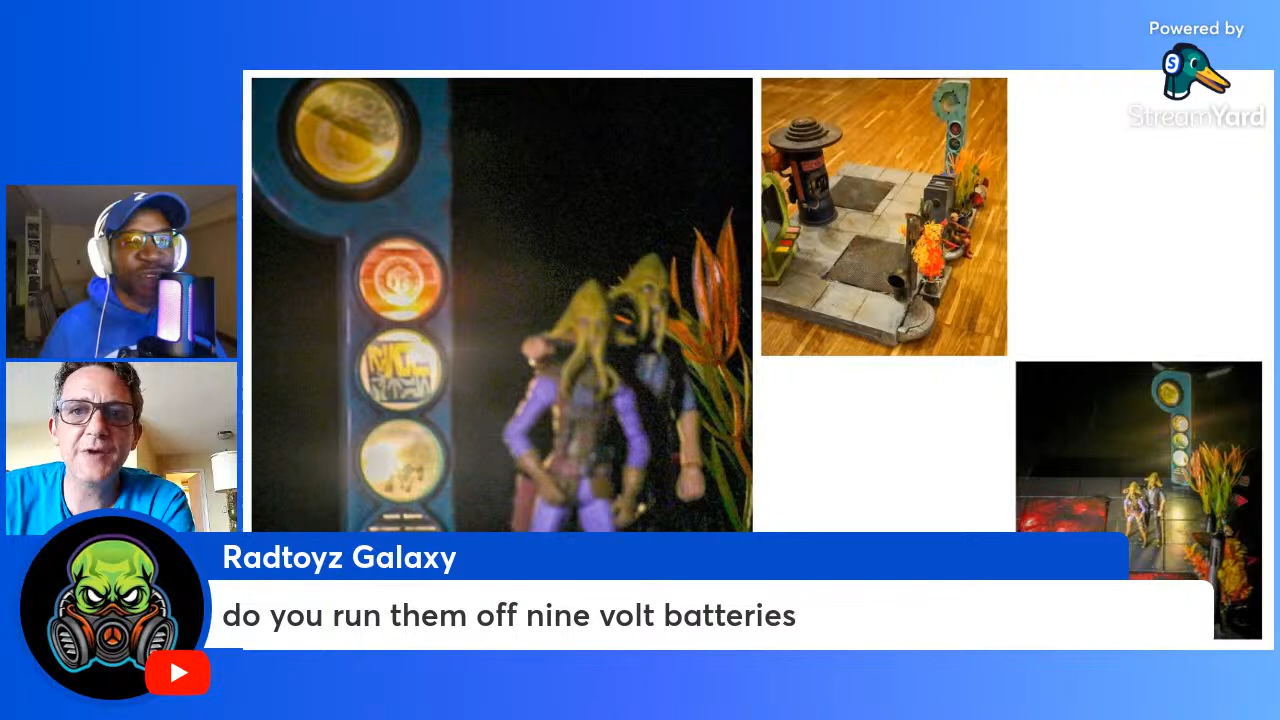 Powered by
StreamYard
Radtoyz Galaxy
do you run them off nine volt batteries